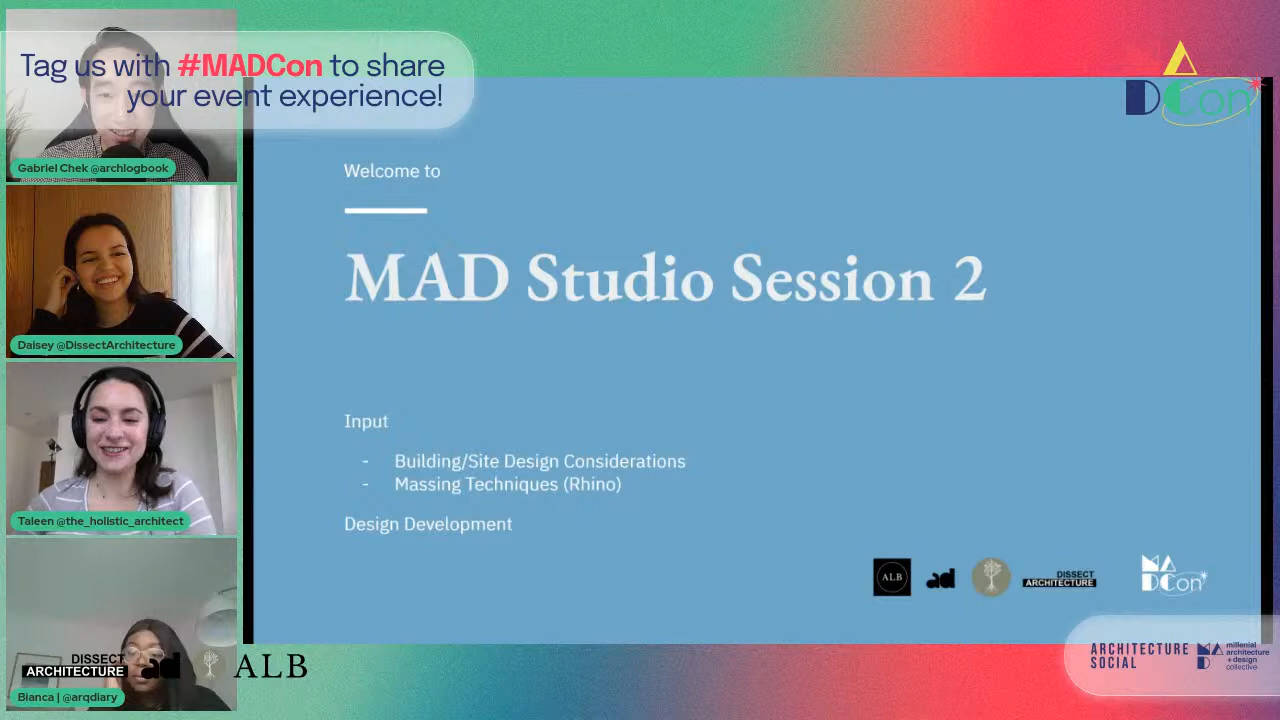 Tag us with #MADCon to share
your event experience!
Gabriel Chek @archlogbook
Daisey @DissectArchitecture
Taleen @the_holistic_architect
DISSECT
ARCHITECTURE
ad
ALB
Bianca | @arqdiary
DCon
Welcome to
MAD Studio Session 2
Input
- Building/Site Design Considerations
- Massing Techniques (Rhino)
Design Development
ALB
ad
DISSECT
ARCHITECTURE
MA
DCon
ARCHITECTURE
SOCIAL
MA
D
millenial
architecture
+design
collective